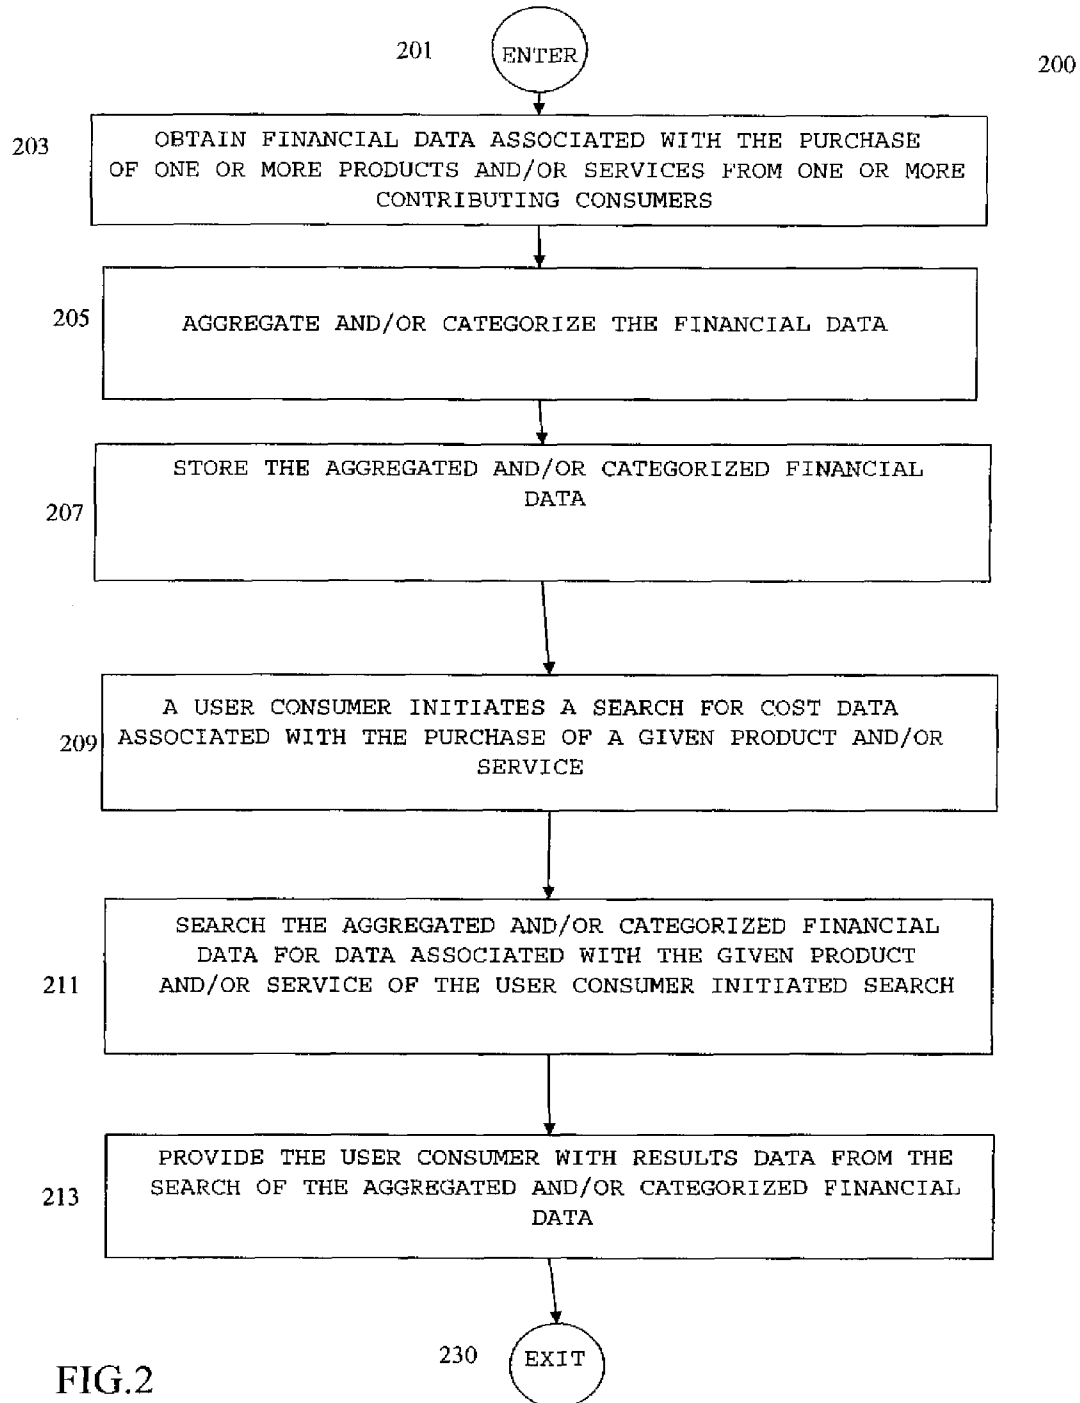 201
ENTER
200
203
OBTAIN FINANCIAL DATA ASSOCIATED WITH THE PURCHASE
OF ONE OR MORE PRODUCTS AND/OR SERVICES FROM ONE OR MORE
CONTRIBUTING CONSUMERS
205
AGGREGATE AND/OR CATEGORIZE THE FINANCIAL DATA
STORE THE AGGREGATED AND/OR CATEGORIZED FINANCIAL
DATA
207
A USER CONSUMER INITIATES A SEARCH FOR COST DATA
209
ASSOCIATED WITH THE PURCHASE OF A GIVEN PRODUCT AND/OR
SERVICE
SEARCH THE AGGREGATED AND/OR CATEGORIZED FINANCIAL
DATA FOR DATA ASSOCIATED WITH THE GIVEN PRODUCT
211
AND/OR SERVICE OF THE USER CONSUMER INITIATED SEARCH
PROVIDE THE USER CONSUMER WITH RESULTS DATA FROM THE
213
SEARCH OF THE AGGREGATED AND/OR CATEGORIZED FINANCIAL
DATA
230
EXIT
FIG.2